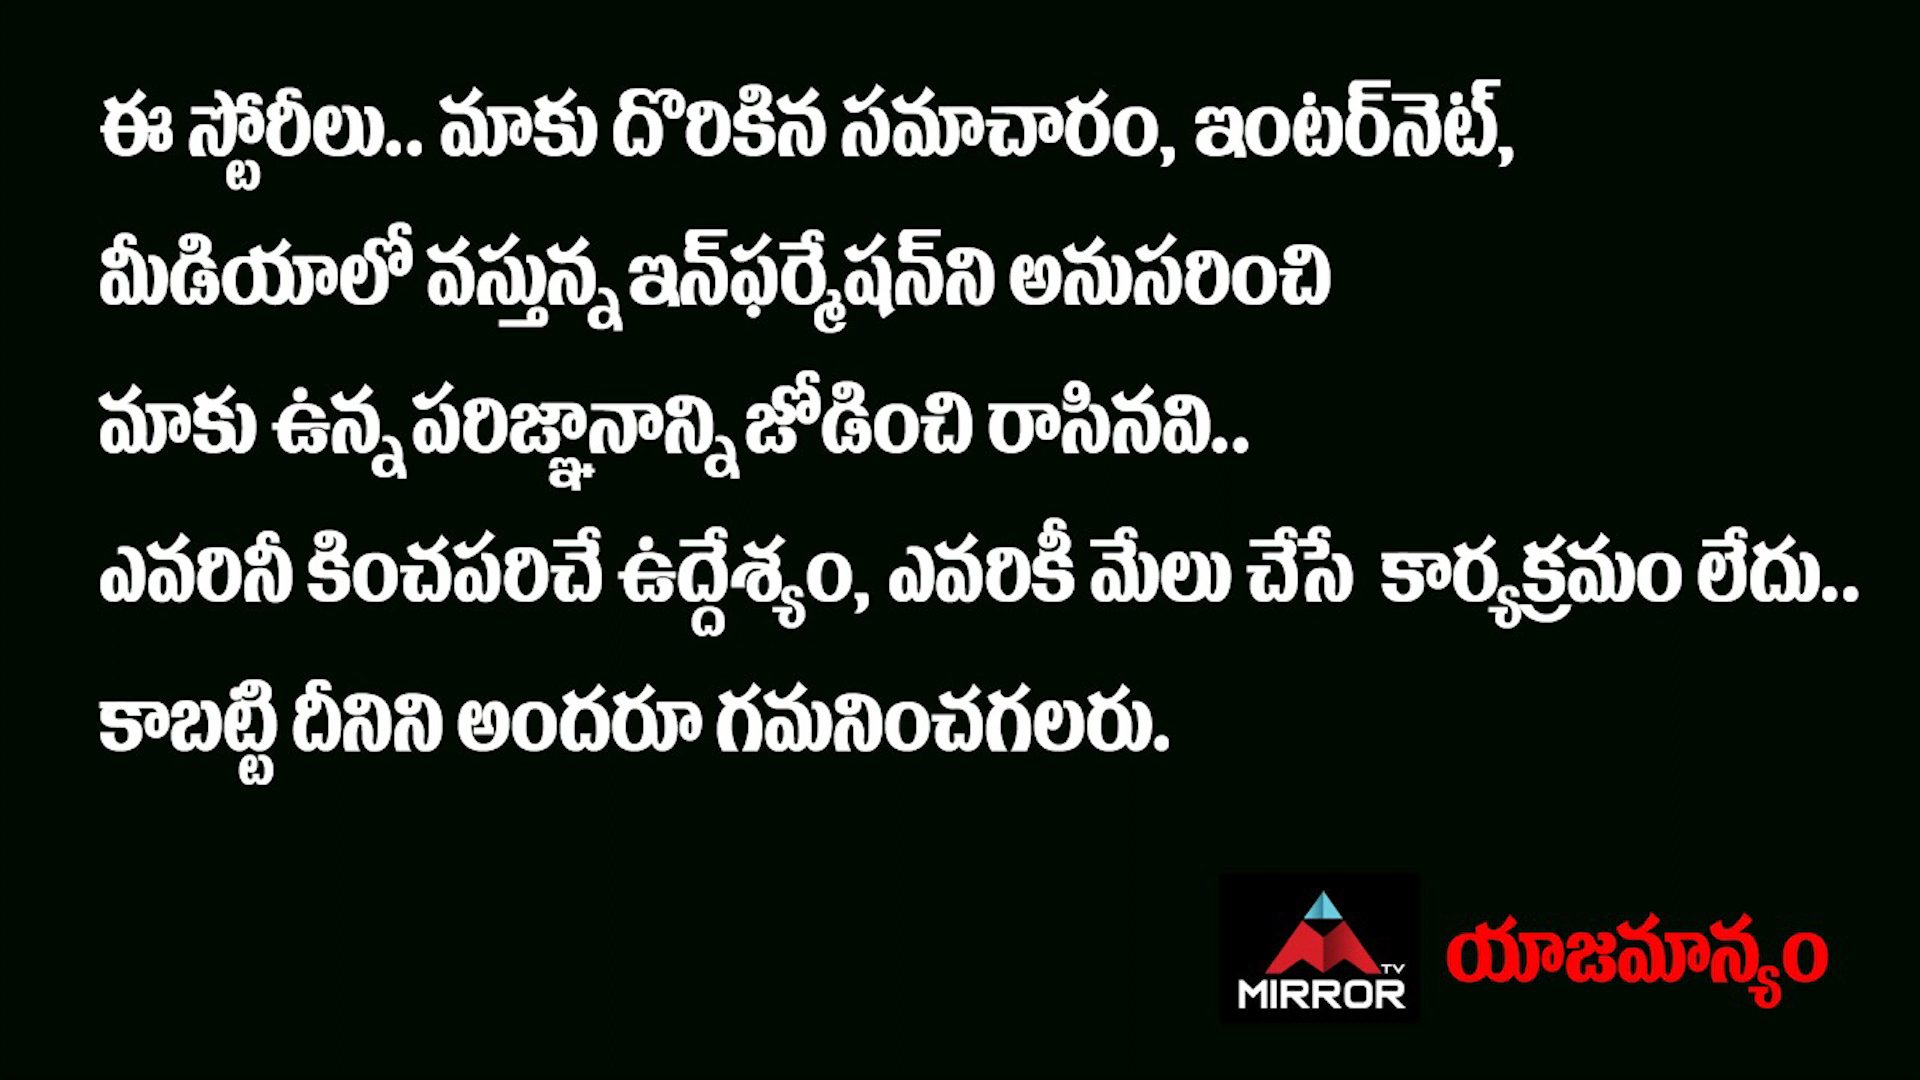 ఈ స్టోరీలు.. మాకు దొరికిన సమాచారం, ఇంటర్‌నెట్,
మీడియాలో వస్తున్న ఇన్‌ఫర్మేషన్‌ని అనుసరించి
మాకు ఉన్న పరిజ్ఞానాన్ని జోడించి రాసినవి..
ఎవరినీ కించపరిచే ఉద్దేశ్యం, ఎవరికీ మేలు చేసే కార్యక్రమం లేదు..
కాబట్టి దీనిని అందరూ గమనించగలరు.
MIRROR TV యాజమాన్యం